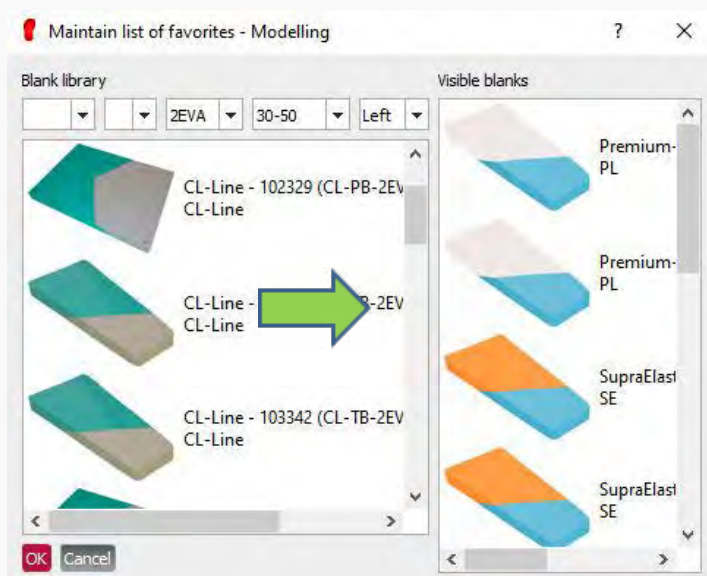 Maintain list of favorites - Modelling
?
Blank library
Visible blanks
2EVA
30-50
Left
CL-Line - 102329 (CL-PB-2EV
CL-Line
CL-Line -
B-2EV
CL-Line
CL-Line - 103342 (CL-TB-2EV
CL-Line
Premium-
PL
Premium-
PL
SupraElast
SE
SupraElast
SE
OK
Cancel